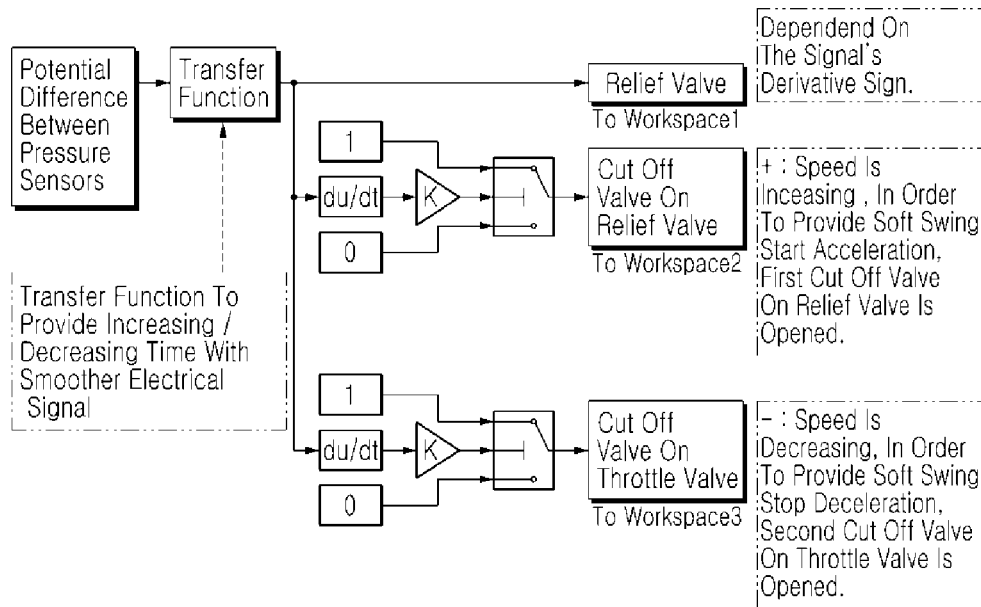 Potential
Difference
Between
Pressure
Sensors
Transfer
Function
Relief Valve
To Workspace1
Dependend On
The Signal's
Derivative Sign.
1
du/dt
K
0
Cut Off
Valve On
Relief Valve
To Workspace2
+ : Speed Is
Inceasing , In Order
To Provide Soft Swing
Start Acceleration,
First Cut Off Valve
On Relief Valve Is
Opened.
Transfer Function To
Provide Increasing /
Decreasing Time With
Smoother Electrical
Signal
1
du/dt
K
0
Cut Off
Valve On
Throttle Valve
To Workspace3
- : Speed Is
Decreasing, In Order
To Provide Soft Swing
Stop Deceleration,
Second Cut Off Valve
On Throttle Valve Is
Opened.